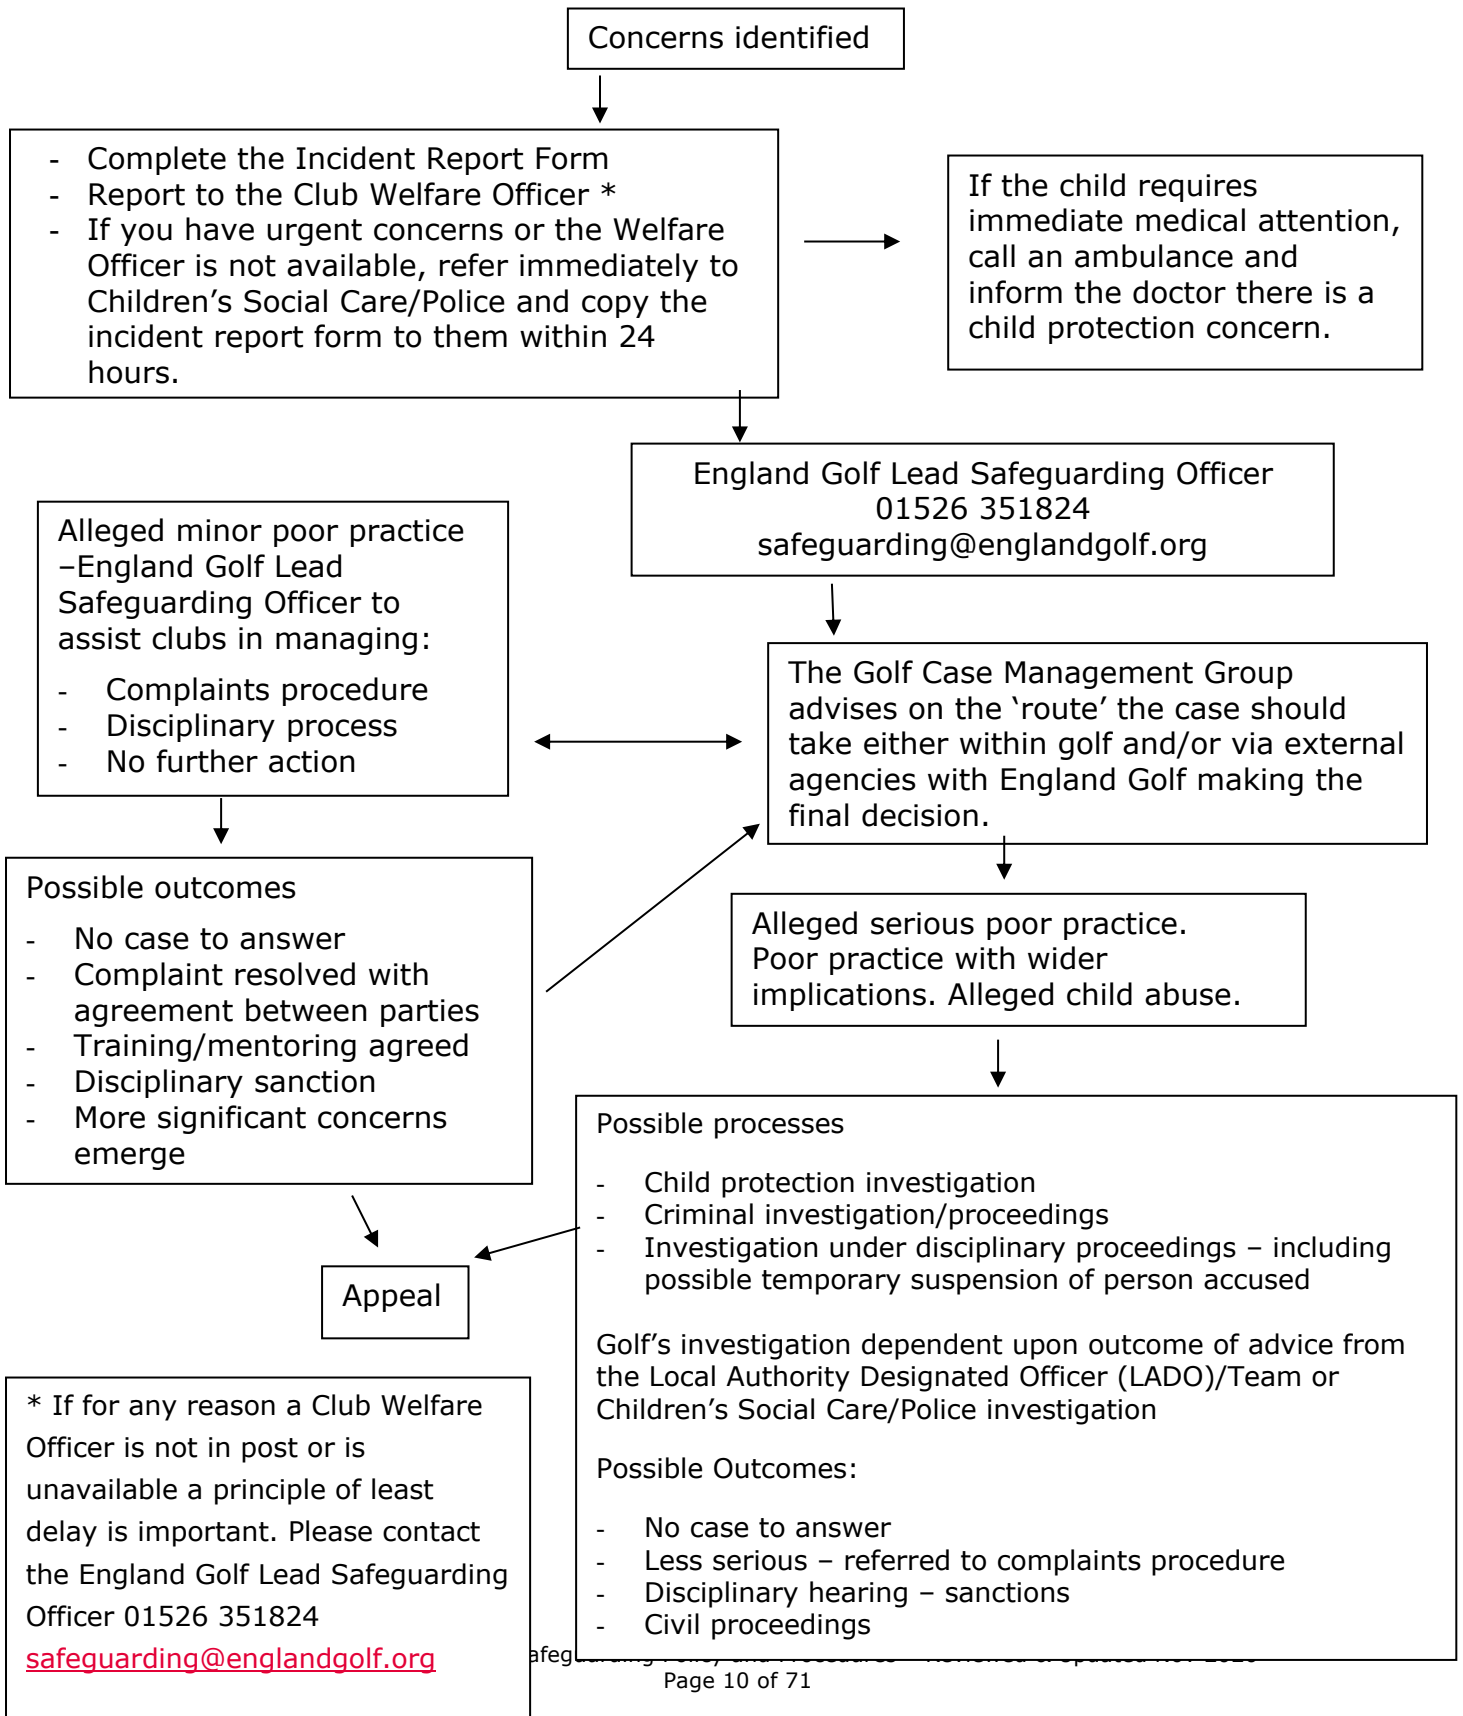 Concerns identified
- Complete the Incident Report Form
- Report to the Club Welfare Officer *
- If you have urgent concerns or the Welfare
Officer is not available, refer immediately to
Children’s Social Care/Police and copy the
incident report form to them within 24
hours.
If the child requires
immediate medical attention,
call an ambulance and
inform the doctor there is a
child protection concern.
England Golf Lead Safeguarding Officer
01526 351824
safeguarding@englandgolf.org
Alleged minor poor practice
–England Golf Lead
Safeguarding Officer to
assist clubs in managing:
- Complaints procedure
- Disciplinary process
- No further action
The Golf Case Management Group
advises on the ‘route’ the case should
take either within golf and/or via external
agencies with England Golf making the
final decision.
Possible outcomes
- No case to answer
- Complaint resolved with
agreement between parties
- Training/mentoring agreed
- Disciplinary sanction
- More significant concerns
emerge
Alleged serious poor practice.
Poor practice with wider
implications. Alleged child abuse.
Possible processes
- Child protection investigation
- Criminal investigation/proceedings
- Investigation under disciplinary proceedings – including
possible temporary suspension of person accused
Golf’s investigation dependent upon outcome of advice from
the Local Authority Designated Officer (LADO)/Team or
Children’s Social Care/Police investigation
Possible Outcomes:
- No case to answer
- Less serious – referred to complaints procedure
- Disciplinary hearing – sanctions
- Civil proceedings
Appeal
* If for any reason a Club Welfare
Officer is not in post or is
unavailable a principle of least
delay is important. Please contact
the England Golf Lead Safeguarding
Officer 01526 351824
safeguarding@englandgolf.org
Page 10 of 71